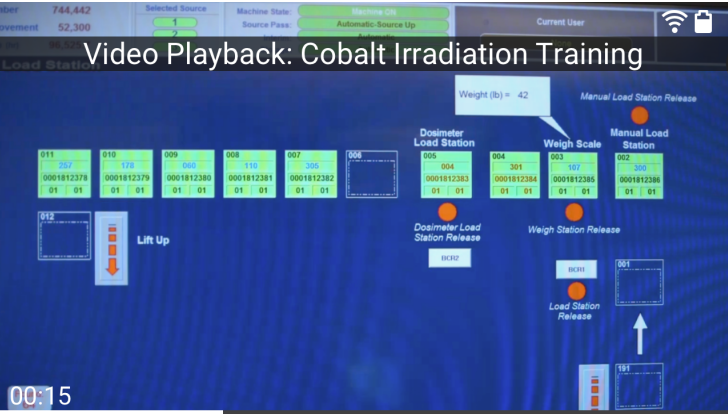 744,442
52,300
Selected Source
1
2
Machine State:
Machine ON
Source Pass:
Automatic-Source Up
Current User
Video Playback: Cobalt Irradiation Training
Load Station
Weight (lb) = 42
Manual Load Station Release
Dosimeter
Load Station
Weigh Scale
Manual Load
Station
011
257
0001812378
01 01
010
178
0001812379
01 01
009
060
0001812380
01 01
008
110
0001812381
01 01
007
305
0001812382
01 01
006
005
004
0001812383
01 01
004
301
0001812384
01 01
003
107
0001812385
01 01
002
300
0001812386
01 01
012
Lift Up
Dosimeter Load
Station Release
BCR2
Weigh Station Release
BCR1
001
Load Station
Release
191
00:15